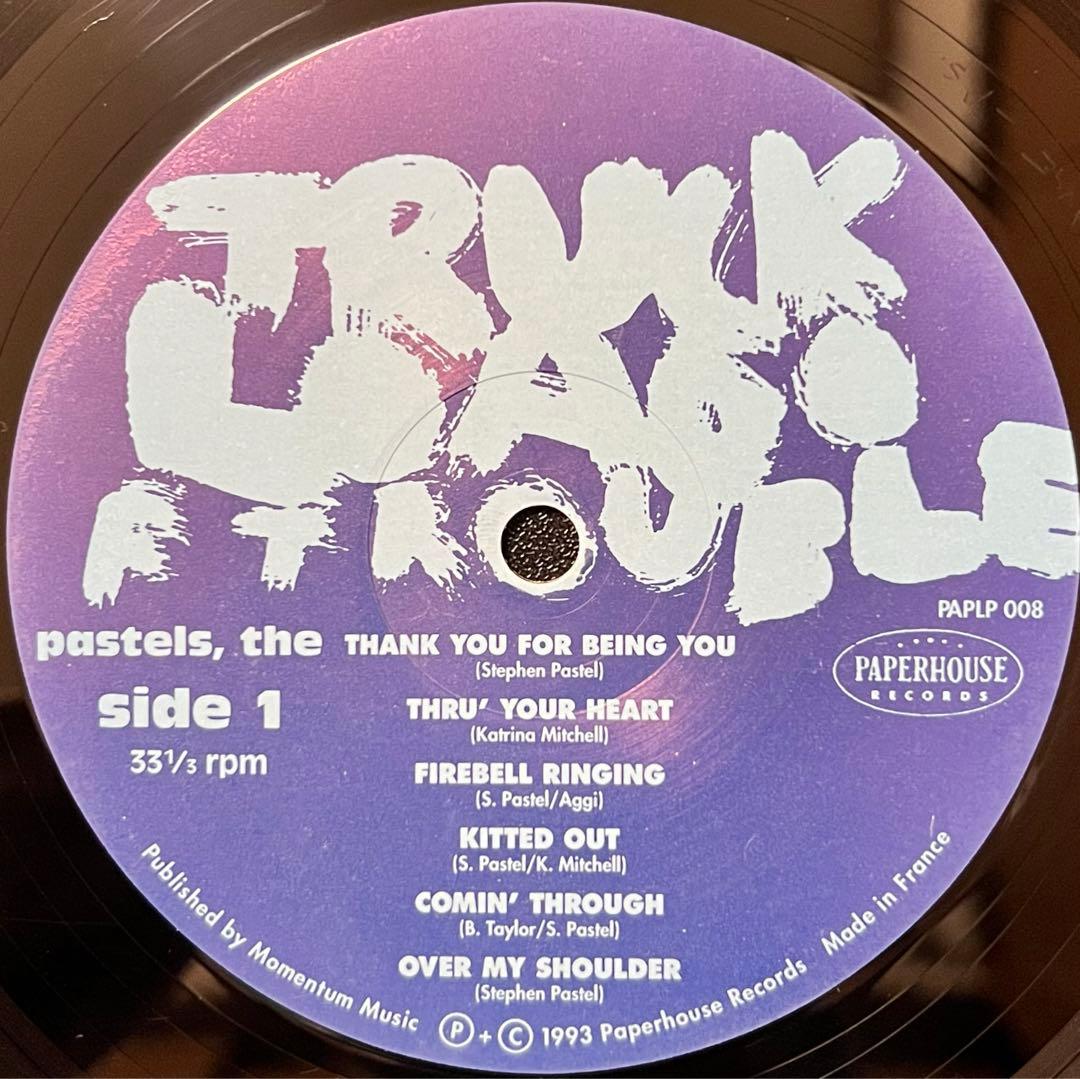 TRUCK
LOAD O
F TROUBLE
PAPLP 008
PAPERHOUSE
RECORDS
pastels, the
side 1
33⅓ rpm
THANK YOU FOR BEING YOU
(Stephen Pastel)
THRU' YOUR HEART
(Katrina Mitchell)
FIREBELL RINGING
(S. Pastel/Aggi)
KITTED OUT
(S. Pastel/K. Mitchell)
COMIN' THROUGH
(B. Taylor/S. Pastel)
OVER MY SHOULDER
(Stephen Pastel)
Published by Momentum Music ℗ + © 1993 Paperhouse Records Made in France